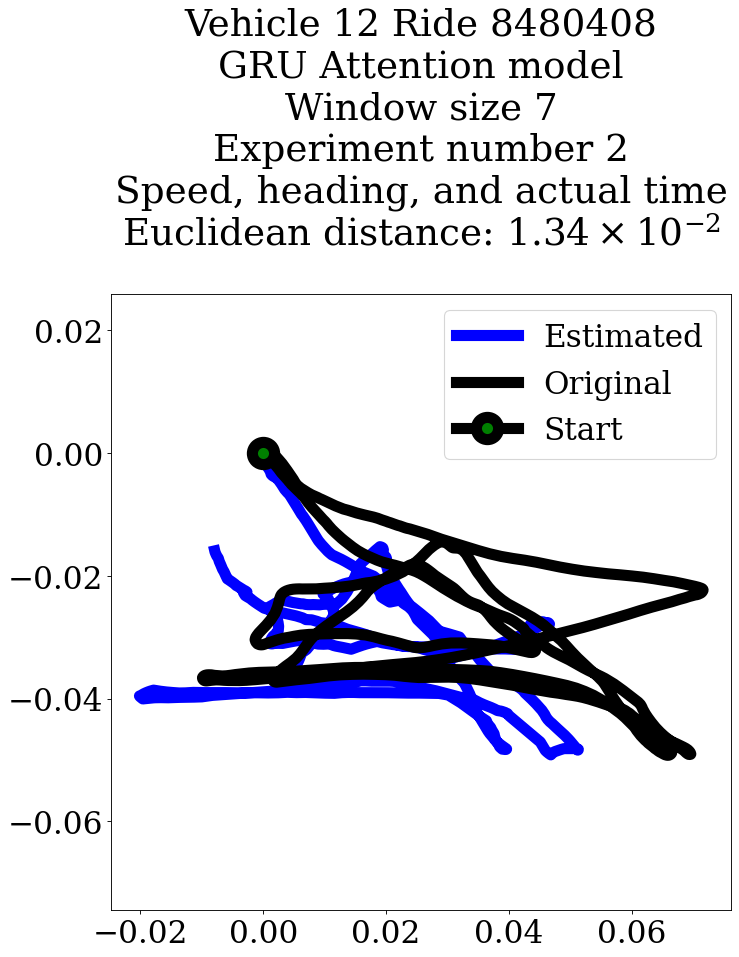 Vehicle 12 Ride 8480408
GRU Attention model
Window size 7
Experiment number 2
Speed, heading, and actual time
Euclidean distance: 1.34 × 10⁻²
Estimated
Original
Start
0.02
0.00
−0.02
−0.04
−0.06
−0.02 0.00 0.02 0.04 0.06